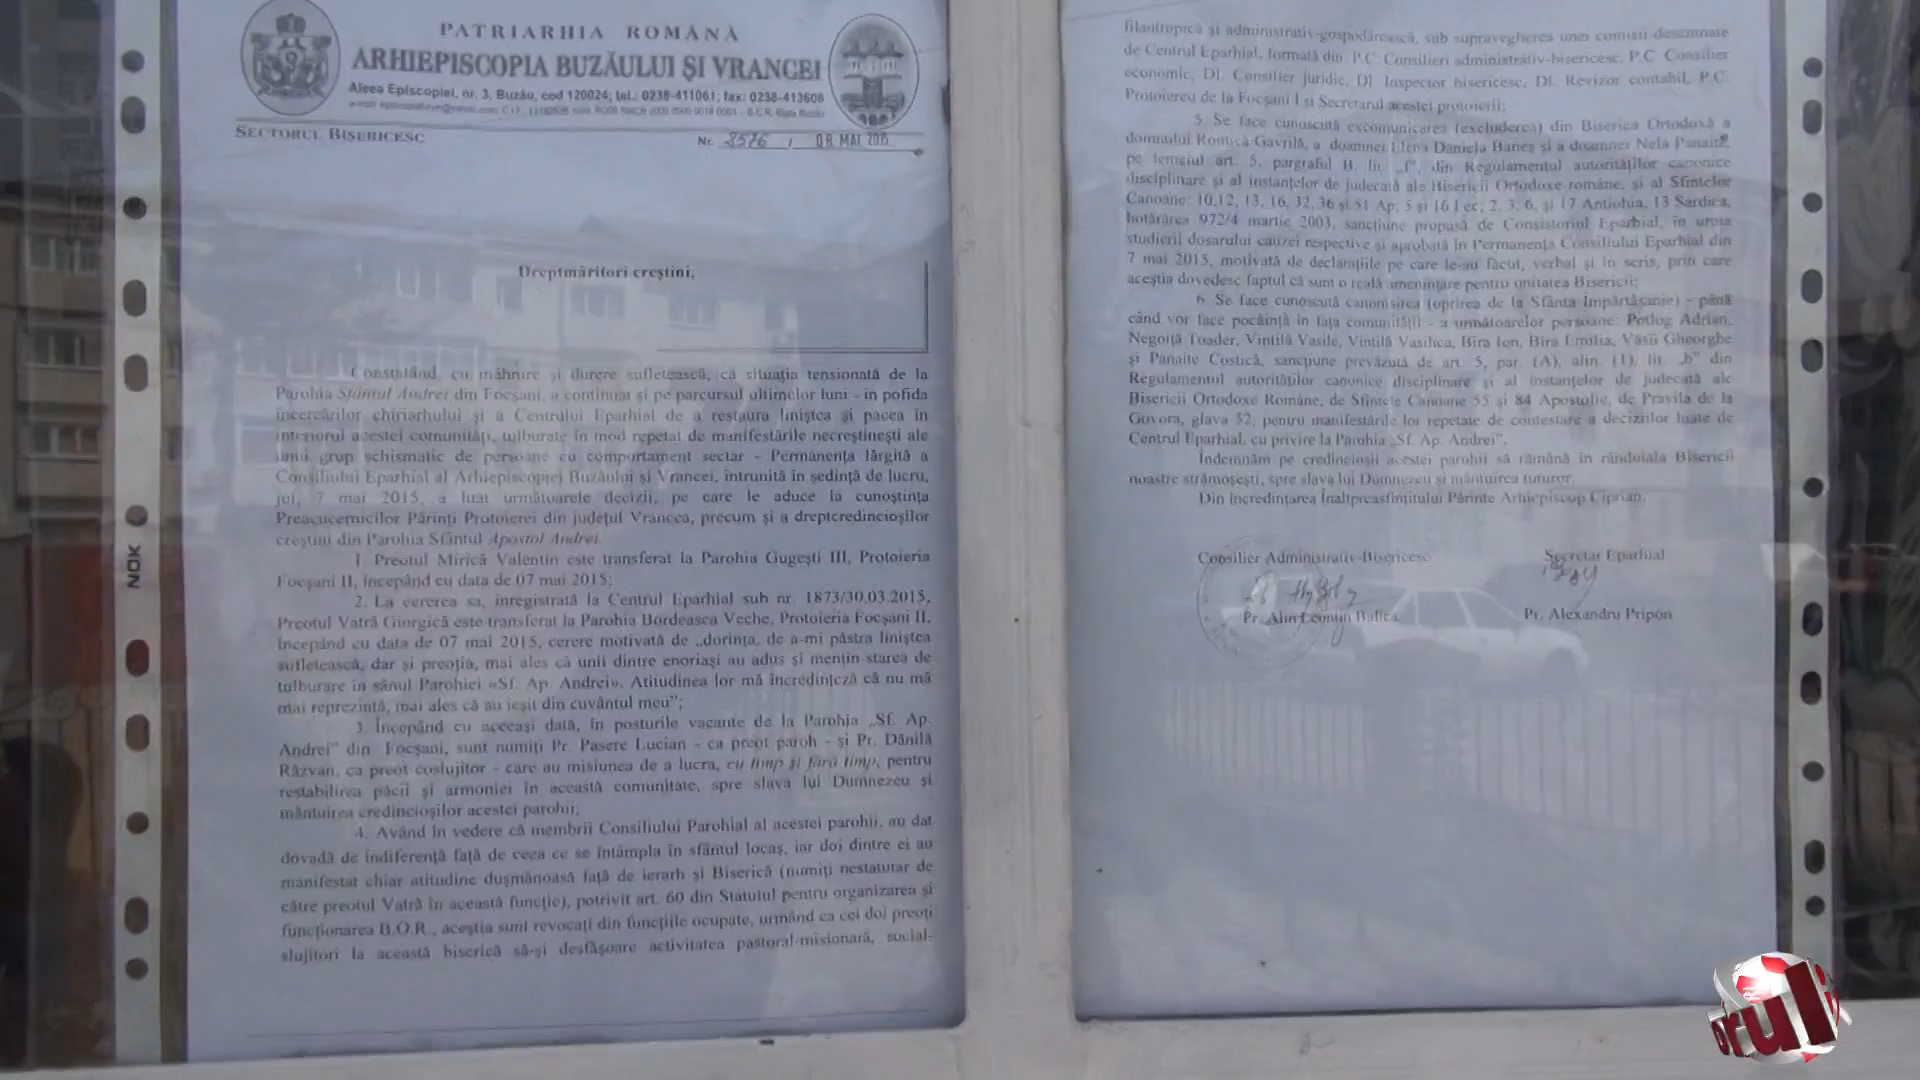 PATRIARHIA ROMÂNĂ
ARHIEPISCOPIA BUZĂULUI ŞI VRANCEI
Aleea Episcopiei, nr. 3, Buzău, cod 120024; tel.: 0238-411061; fax: 0238-413608
SECTORUL BISERICESC
Nr. 3576 / 08. MAI 2015
Dreptmăritori creştini,
Constatând, cu mâhnire şi durere sufletească, că situaţia tensionată de la
Parohia Sfântul Andrei din Focşani, a continuat şi pe parcursul ultimelor luni - în pofida
încercărilor chiriarhului şi a Centrului Eparhial de a restaura liniştea şi pacea în
interiorul acestei comunităţi, tulburate în mod repetat de manifestările necreştineşti ale
unui grup schismatic de persoane cu comportament sectar - Permanenţa lărgită a
Consiliului Eparhial al Arhiepiscopiei Buzăului şi Vrancei, întrunită în şedinţă de lucru,
joi, 7 mai 2015, a luat următoarele decizii, pe care le aduce la cunoştinţa
Preacucernicilor Părinţi Protoierei din judeţul Vrancea, precum şi a dreptcredincioşilor
creştini din Parohia Sfântul Apostol Andrei.
1. Preotul Mirică Valentin este transferat la Parohia Gugeşti III, Protoieria
Focşani II, începând cu data de 07 mai 2015;
2. La cererea sa, înregistrată la Centrul Eparhial sub nr. 1873/30.03.2015,
Preotul Vatră Giorgică este transferat la Parohia Bordeasca Veche, Protoieria Focşani II,
începând cu data de 07 mai 2015, cerere motivată de „dorinţa, de a-mi păstra liniştea
sufletească, dar şi preoţia, mai ales că unii dintre enoriaşi au adus şi menţin starea de
tulburare în sânul Parohiei «Sf. Ap. Andrei». Atitudinea lor mă încredinţează că nu mă
mai reprezintă, mai ales că au ieşit din cuvântul meu";
3. Începând cu aceeaşi dată, în posturile vacante de la Parohia „Sf. Ap.
Andrei" din Focşani, sunt numiţi Pr. Pasere Lucian - ca preot paroh - şi Pr. Dănilă
Răzvan, ca preot coslujitor - care au misiunea de a lucra, cu timp şi fără timp, pentru
restabilirea păcii şi armoniei în această comunitate, spre slava lui Dumnezeu şi
mântuirea credincioşilor acestei parohii;
4. Având în vedere că membrii Consiliului Parohial al acestei parohii, au dat
dovadă de indiferenţă faţă de ceea ce se întâmpla în sfântul locaş, iar doi dintre ei au
manifestat chiar atitudine duşmănoasă faţă de ierarh şi Biserică (numiţi nestatutar de
către preotul Vatră în această funcţie), potrivit art. 60 din Statutul pentru organizarea şi
funcţionarea B.O.R., aceştia sunt revocaţi din funcţiile ocupate, urmând ca cei doi preoţi
slujitori la această biserică să-şi desfăşoare activitatea pastoral-misionară, social-
filantropică şi administrativ-gospodărească, sub supravegherea unei comisii desemnate
de Centrul Eparhial, formată din: P.C. Consilieri administrativ-bisericesc, P.C. Consilier
economic, Dl. Consilier juridic, Dl. Inspector bisericesc, Dl. Revizor contabil, P.C.
Protoiereu de la Focşani I şi Secretarul acestei protoierii;
5. Se face cunoscută excomunicarea (excluderea) din Biserica Ortodoxă a
domnului Romică Gavrilă, a doamnei Elena Daniela Baneş şi a doamnei Nela Panaite,
pe temeiul art. 5, pargraful B. lit. „f", din Regulamentul autorităţilor canonice
disciplinare şi al instanţelor de judecată ale Bisericii Ortodoxe române, şi al Sfintelor
Canoane: 10,12, 13, 16, 32, 36 şi 51 Ap; 5 şi 16 I ec; 2, 3, 6, şi 17 Antiohia, 13 Sardica,
hotărârea 972/4 martie 2003, sancţiune propusă de Consistoriul Eparhial, în urma
studierii dosarului cauzei respective şi aprobată în Permanenţa Consiliului Eparhial din
7 mai 2015, motivată de declaraţiile pe care le-au făcut, verbal şi în scris, prin care
aceştia dovedesc faptul că sunt o reală ameninţare pentru unitatea Bisericii;
6. Se face cunoscută canonisirea (oprirea de la Sfânta Împărtăşanie) - până
când vor face pocăinţă în faţa comunităţii - a următoarelor persoane: Potlog Adrian,
Negoiţă Toader, Vintilă Vasile, Vintilă Vasilica, Bira Ion, Bira Emilia, Vasii Gheorghe
şi Panaite Costică, sancţiune prevăzută de art. 5, par. (A), alin. (1), lit. „b" din
Regulamentul autorităţilor canonice disciplinare şi al instanţelor de judecată ale
Bisericii Ortodoxe Române, de Sfintele Canoane 55 şi 84 Apostolic, de Pravila de la
Govora, glava 52, pentru manifestările lor repetate de contestare a deciziilor luate de
Centrul Eparhial, cu privire la Parohia „Sf. Ap. Andrei".
Îndemnăm pe credincioşii acestei parohii să rămână în rânduiala Bisericii
noastre strămoşeşti, spre slava lui Dumnezeu şi mântuirea tuturor.
Din încredinţarea Înaltpreasfinţitului Părinte Arhiepiscop Ciprian,
Consilier Administrativ-Bisericesc
Secretar Eparhial
Pr. Alin Leontin Baltea
Pr. Alexandru Pripon
NOK